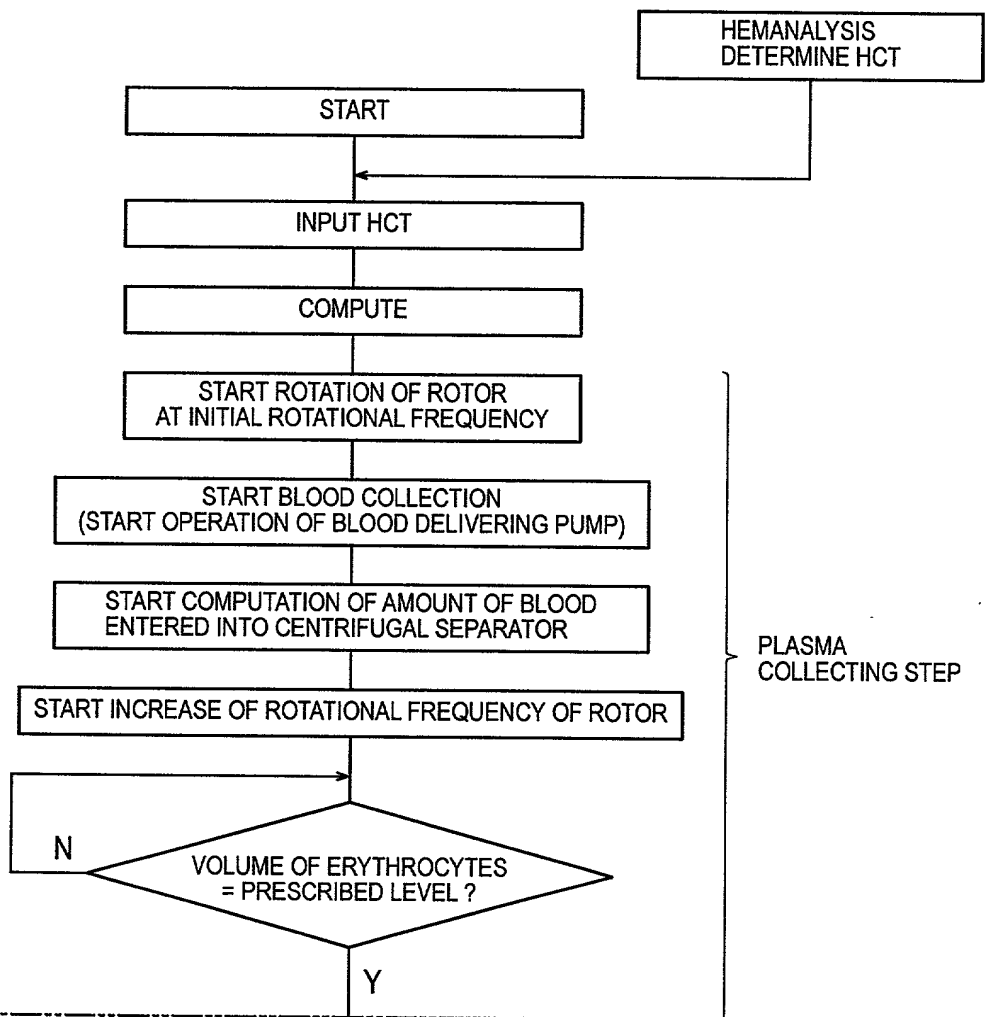 HEMANALYSIS
DETERMINE HCT
START
INPUT HCT
COMPUTE
START ROTATION OF ROTOR
AT INITIAL ROTATIONAL FREQUENCY
START BLOOD COLLECTION
(START OPERATION OF BLOOD DELIVERING PUMP)
START COMPUTATION OF AMOUNT OF BLOOD
ENTERED INTO CENTRIFUGAL SEPARATOR
START INCREASE OF ROTATIONAL FREQUENCY OF ROTOR
PLASMA
COLLECTING STEP
N
VOLUME OF ERYTHROCYTES
= PRESCRIBED LEVEL ?
Y